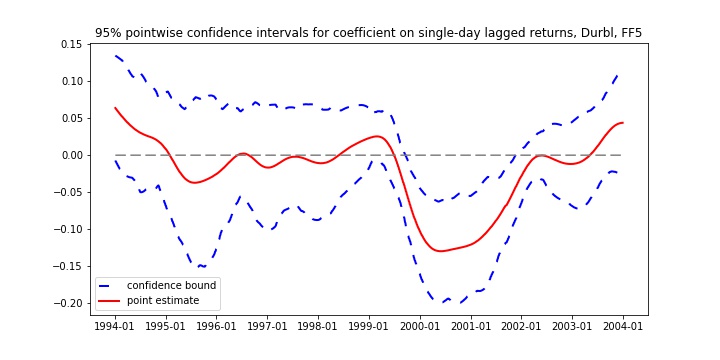 95% pointwise confidence intervals for coefficient on single-day lagged returns, Durbl, FF5
0.15
0.10
0.05
0.00
−0.05
−0.10
−0.15
−0.20
confidence bound
point estimate
1994-01 1995-01 1996-01 1997-01 1998-01 1999-01 2000-01 2001-01 2002-01 2003-01 2004-01